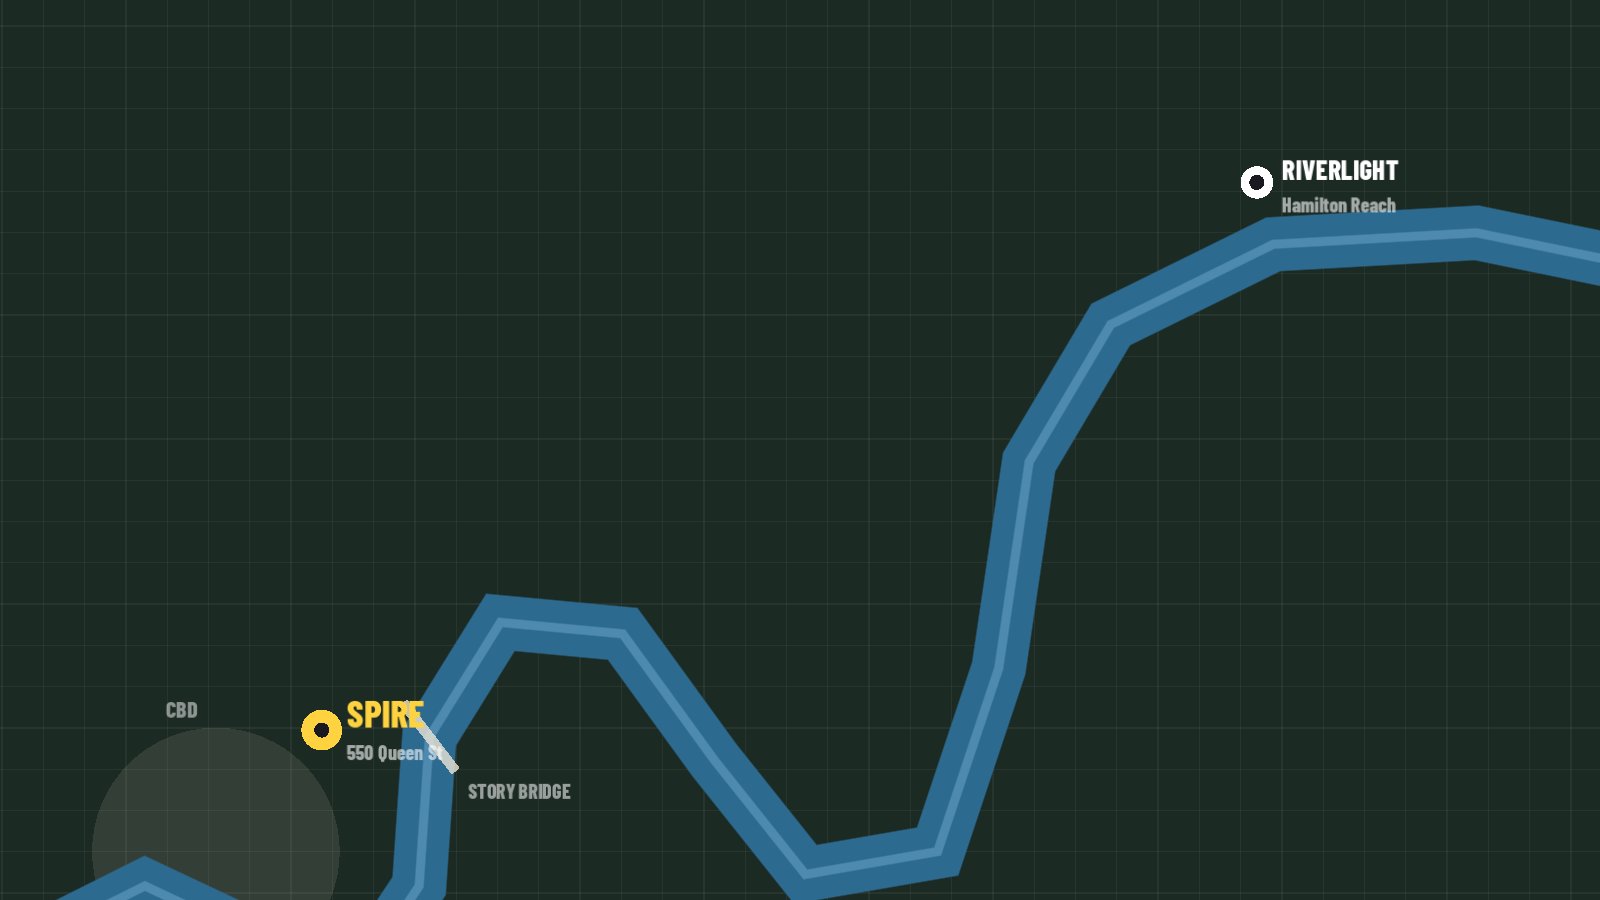 RIVERLIGHT
Hamilton Reach
CBD
SPIRE
550 Queen St
STORY BRIDGE